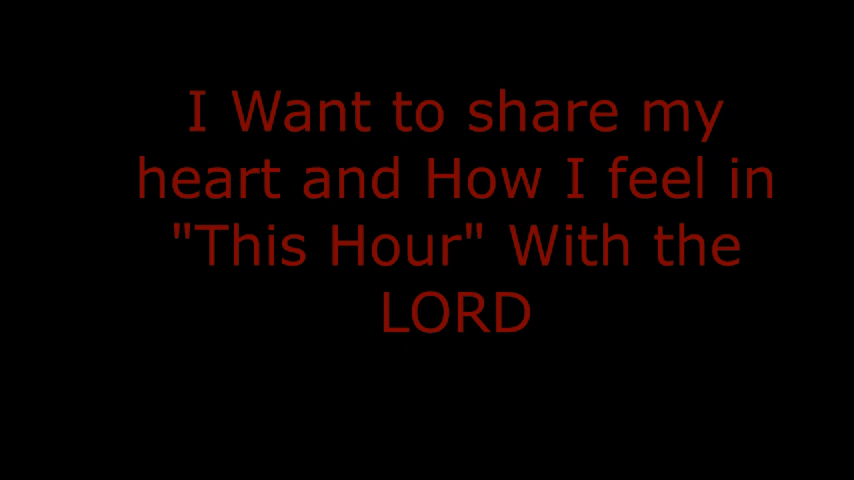 I Want to share my
heart and How I feel in
"This Hour" With the
LORD